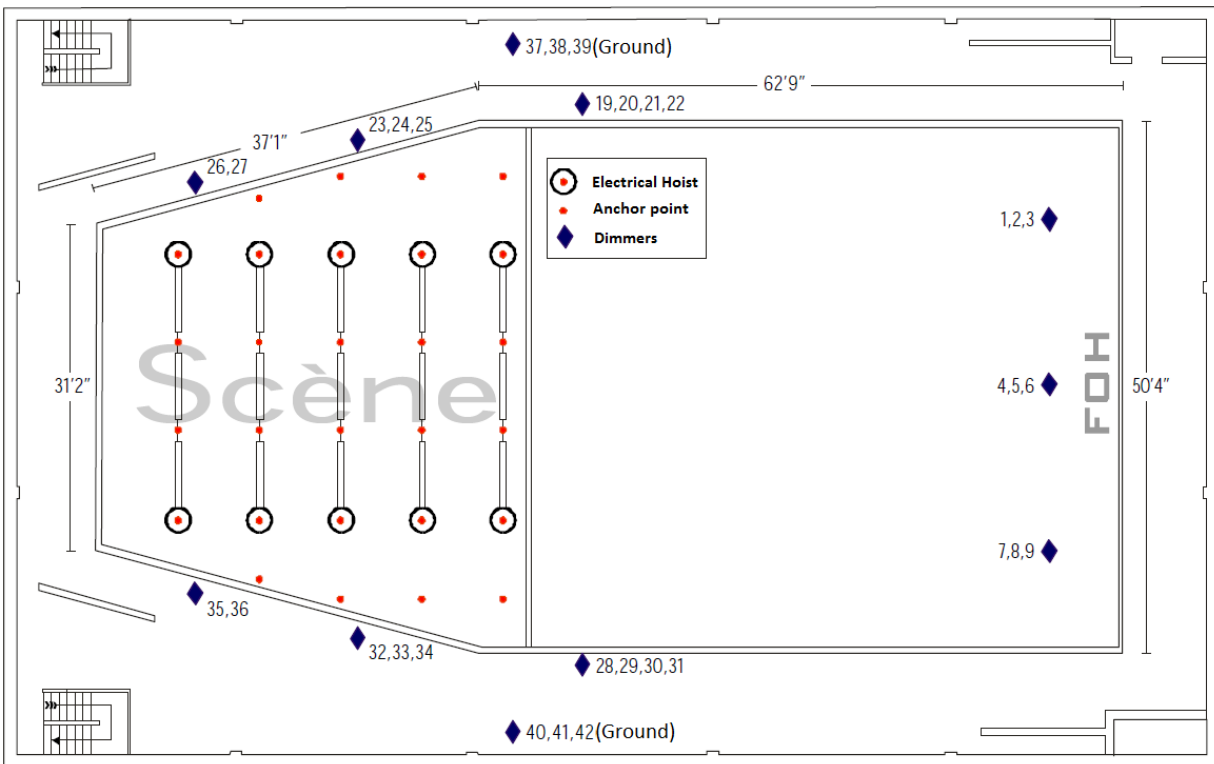 37,38,39(Ground)
62'9"
19,20,21,22
23,24,25
37'1"
26,27
Electrical Hoist
Anchor point
Dimmers
1,2,3
Scène
31'2"
4,5,6
FOH
50'4"
7,8,9
35,36
32,33,34
28,29,30,31
40,41,42(Ground)